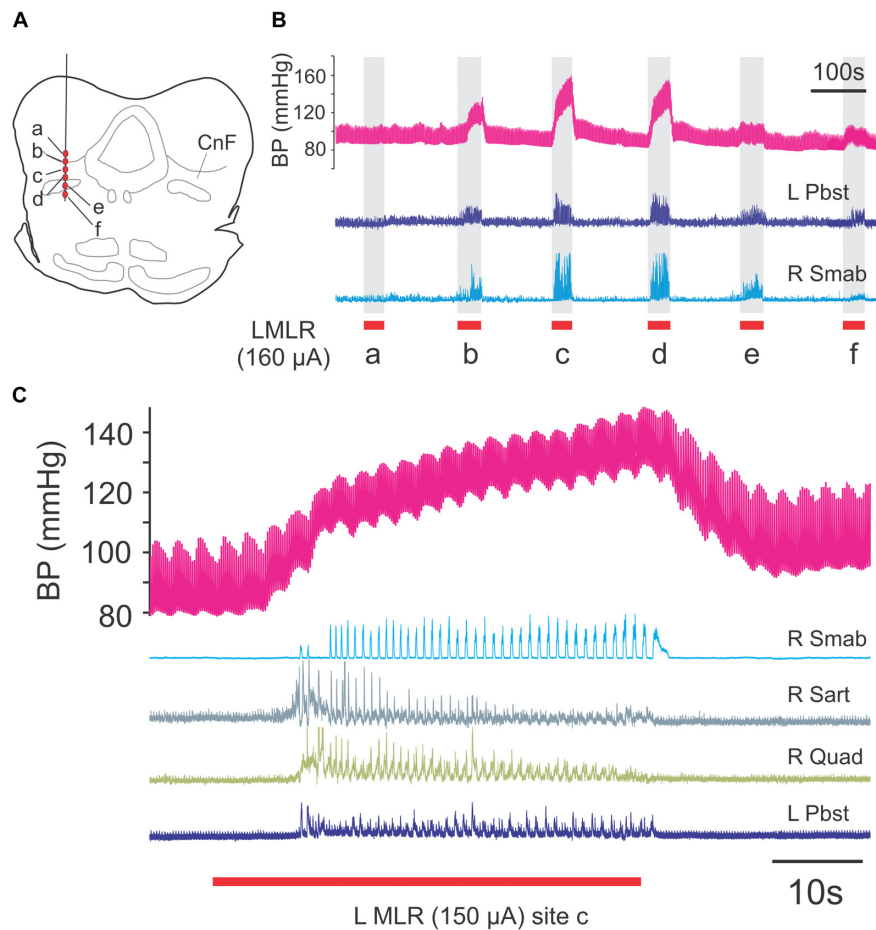 A
a
b
c
d
e
f
CnF
B
100s
BP (mmHg)
160
120
80
L Pbst
R Smab
LMLR
(160 µA)
a b c d e f
C
BP (mmHg)
140
120
100
80
R Smab
R Sart
R Quad
L Pbst
10s
L MLR (150 µA) site c